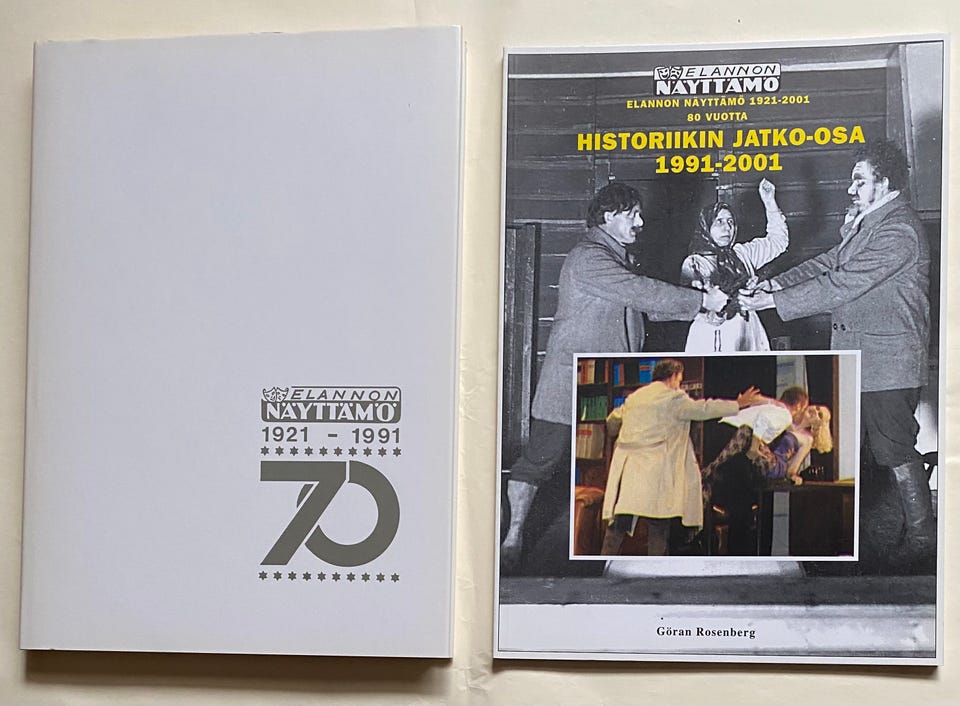 ELANNON
NÄYTTÄMÖ
1921 - 1991
70
ELANNON
NÄYTTÄMÖ
ELANNON NÄYTTÄMÖ 1921-2001
80 VUOTTA
HISTORIIKIN JATKO-OSA
1991-2001
Göran Rosenberg